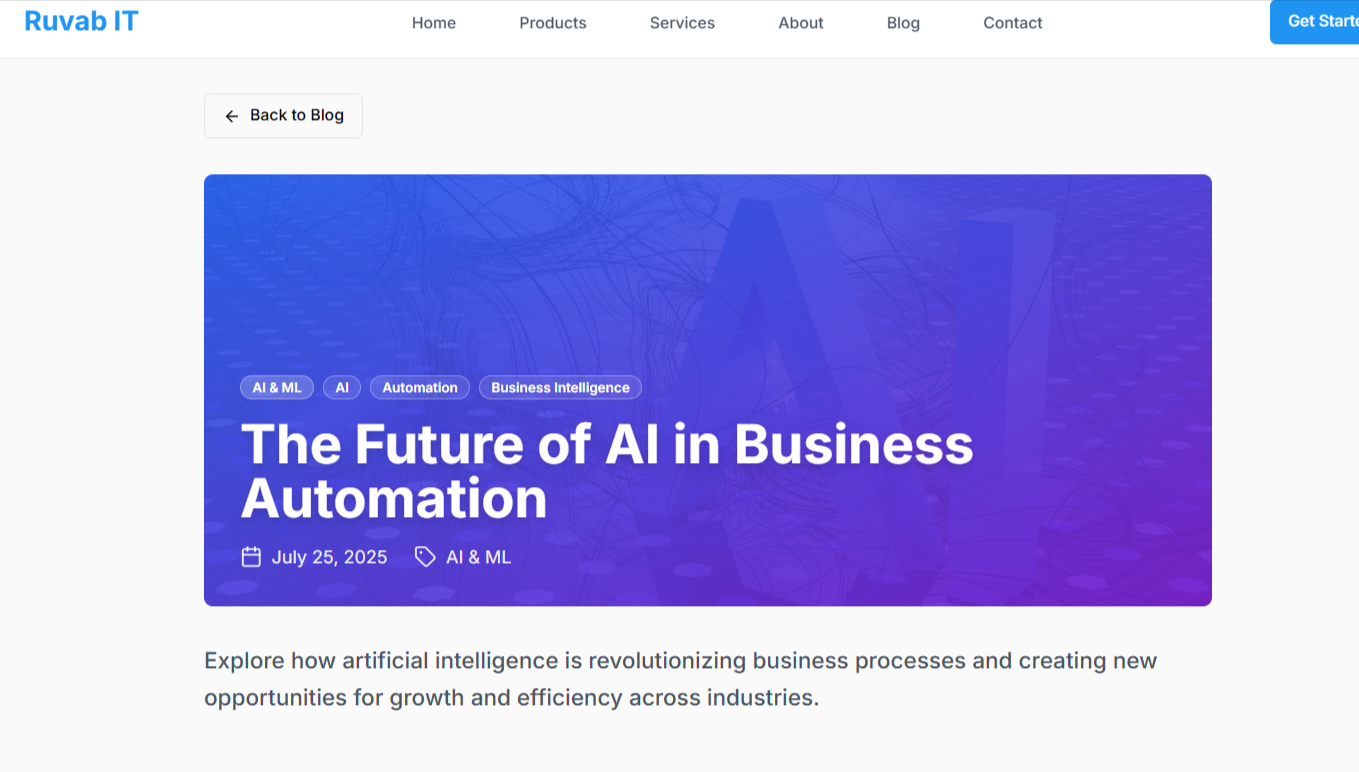 Ruvab IT
Home
Products
Services
About
Blog
Contact
Get Starte
Back to Blog
AI & ML
AI
Automation
Business Intelligence
The Future of AI in Business
Automation
July 25, 2025
AI & ML
Explore how artificial intelligence is revolutionizing business processes and creating new
opportunities for growth and efficiency across industries.